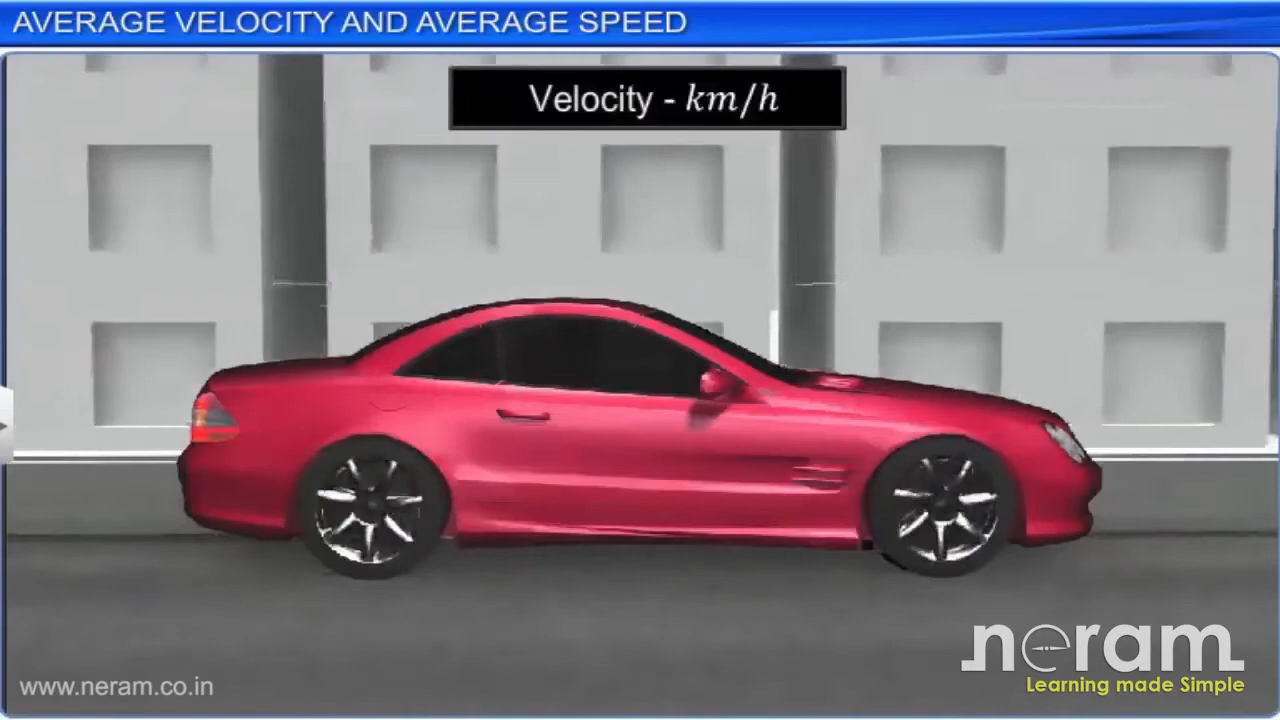 AVERAGE VELOCITY AND AVERAGE SPEED
Velocity - km/h
neram
Learning made Simple
www.neram.co.in